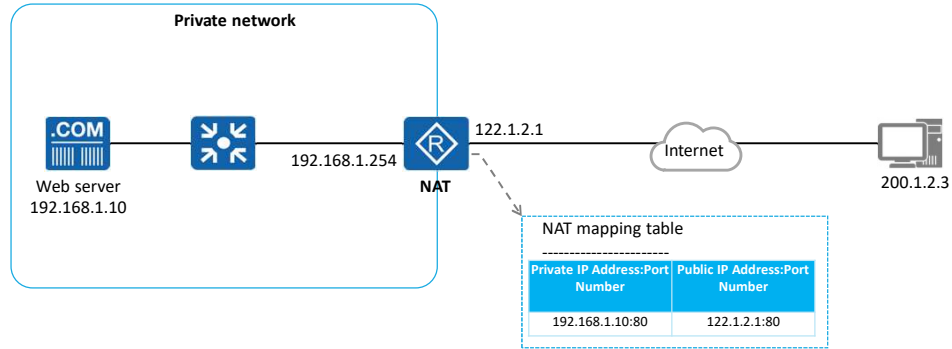 Private network
.COM
Web server
192.168.1.10
192.168.1.254
R
NAT
122.1.2.1
Internet
200.1.2.3
NAT mapping table
-----------------------
Private IP Address:Port Number
Public IP Address:Port Number
192.168.1.10:80
122.1.2.1:80